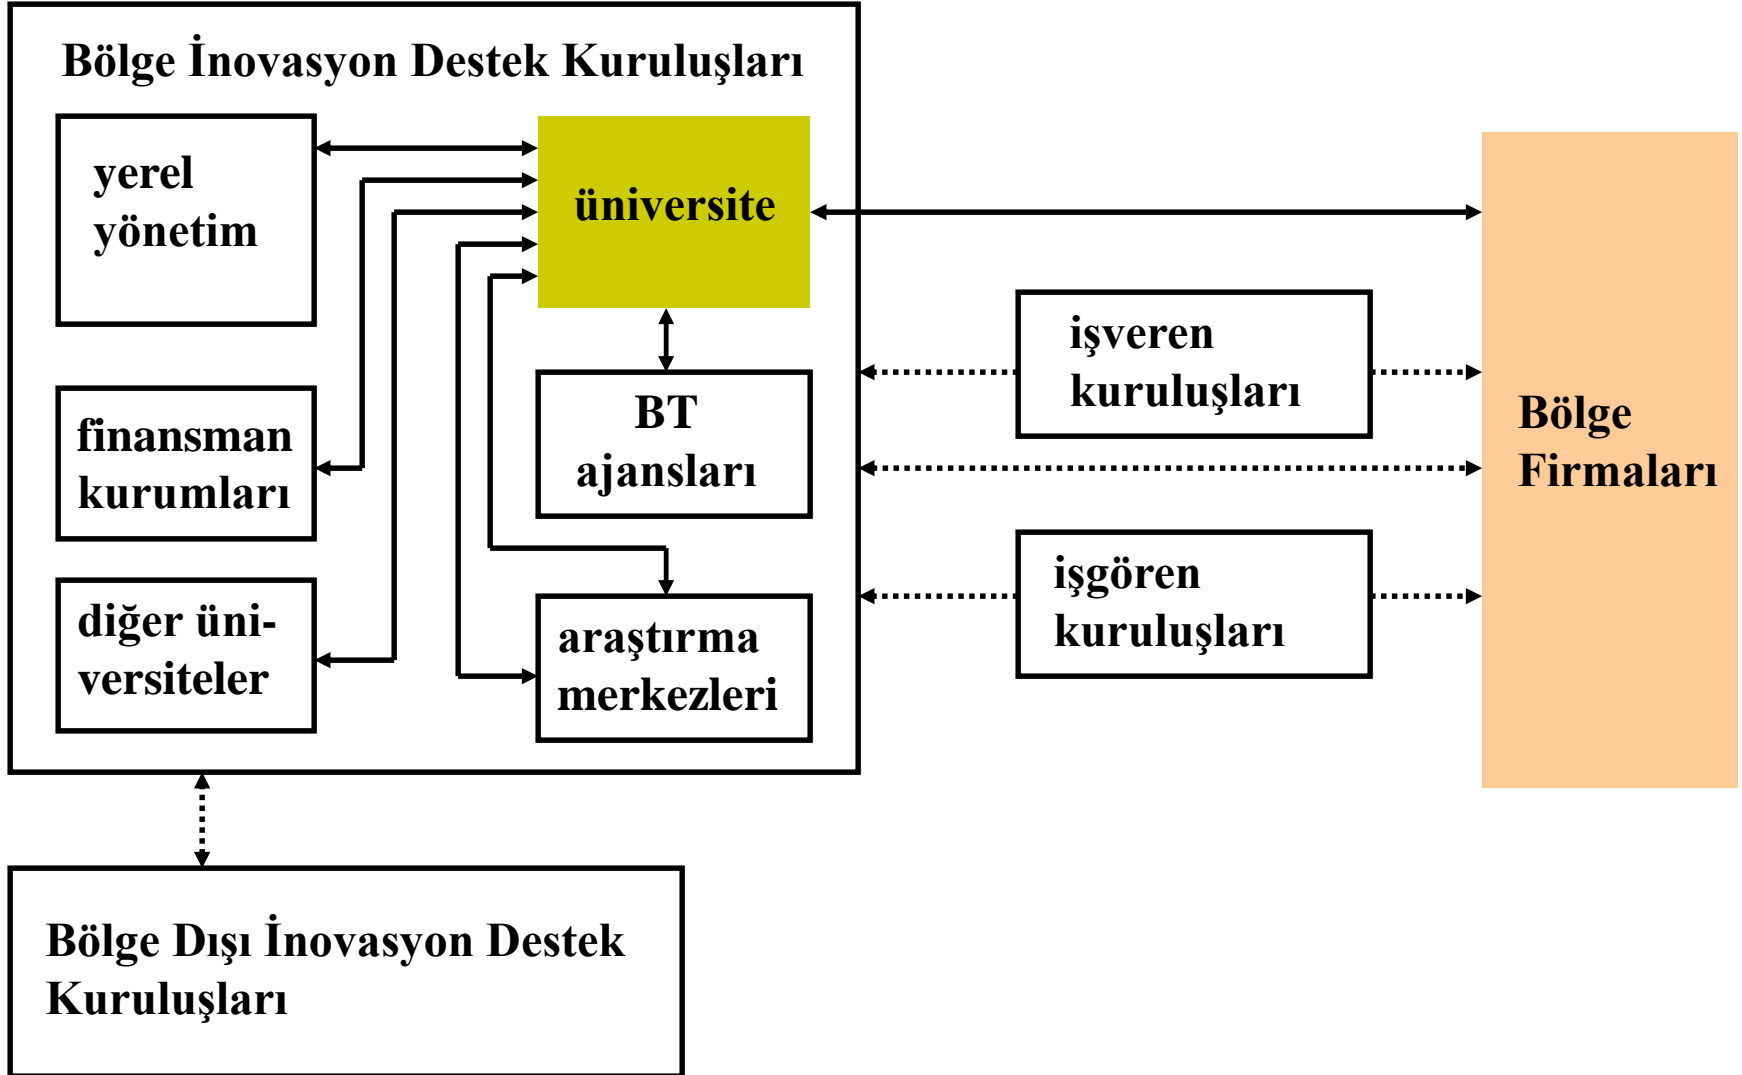 Bölge İnovasyon Destek Kuruluşları
yerel
yönetim
üniversite
finansman
kurumları
BT
ajansları
diğer üni-
versiteler
araştırma
merkezleri
işveren
kuruluşları
işgören
kuruluşları
Bölge
Firmaları
Bölge Dışı İnovasyon Destek
Kuruluşları